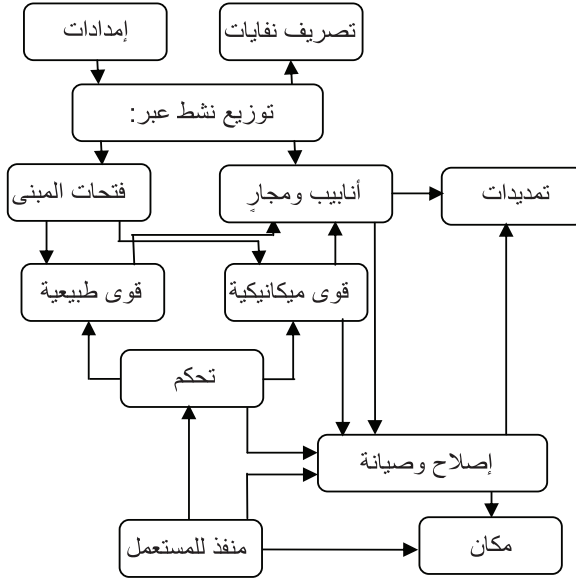 إمدادات
تصريف نفايات
توزيع نشط عبر:
فتحات المبنى
أنابيب ومجارٍ
تمديدات
قوى طبيعية
قوى ميكانيكية
تحكم
إصلاح وصيانة
منفذ للمستعمل
مكان